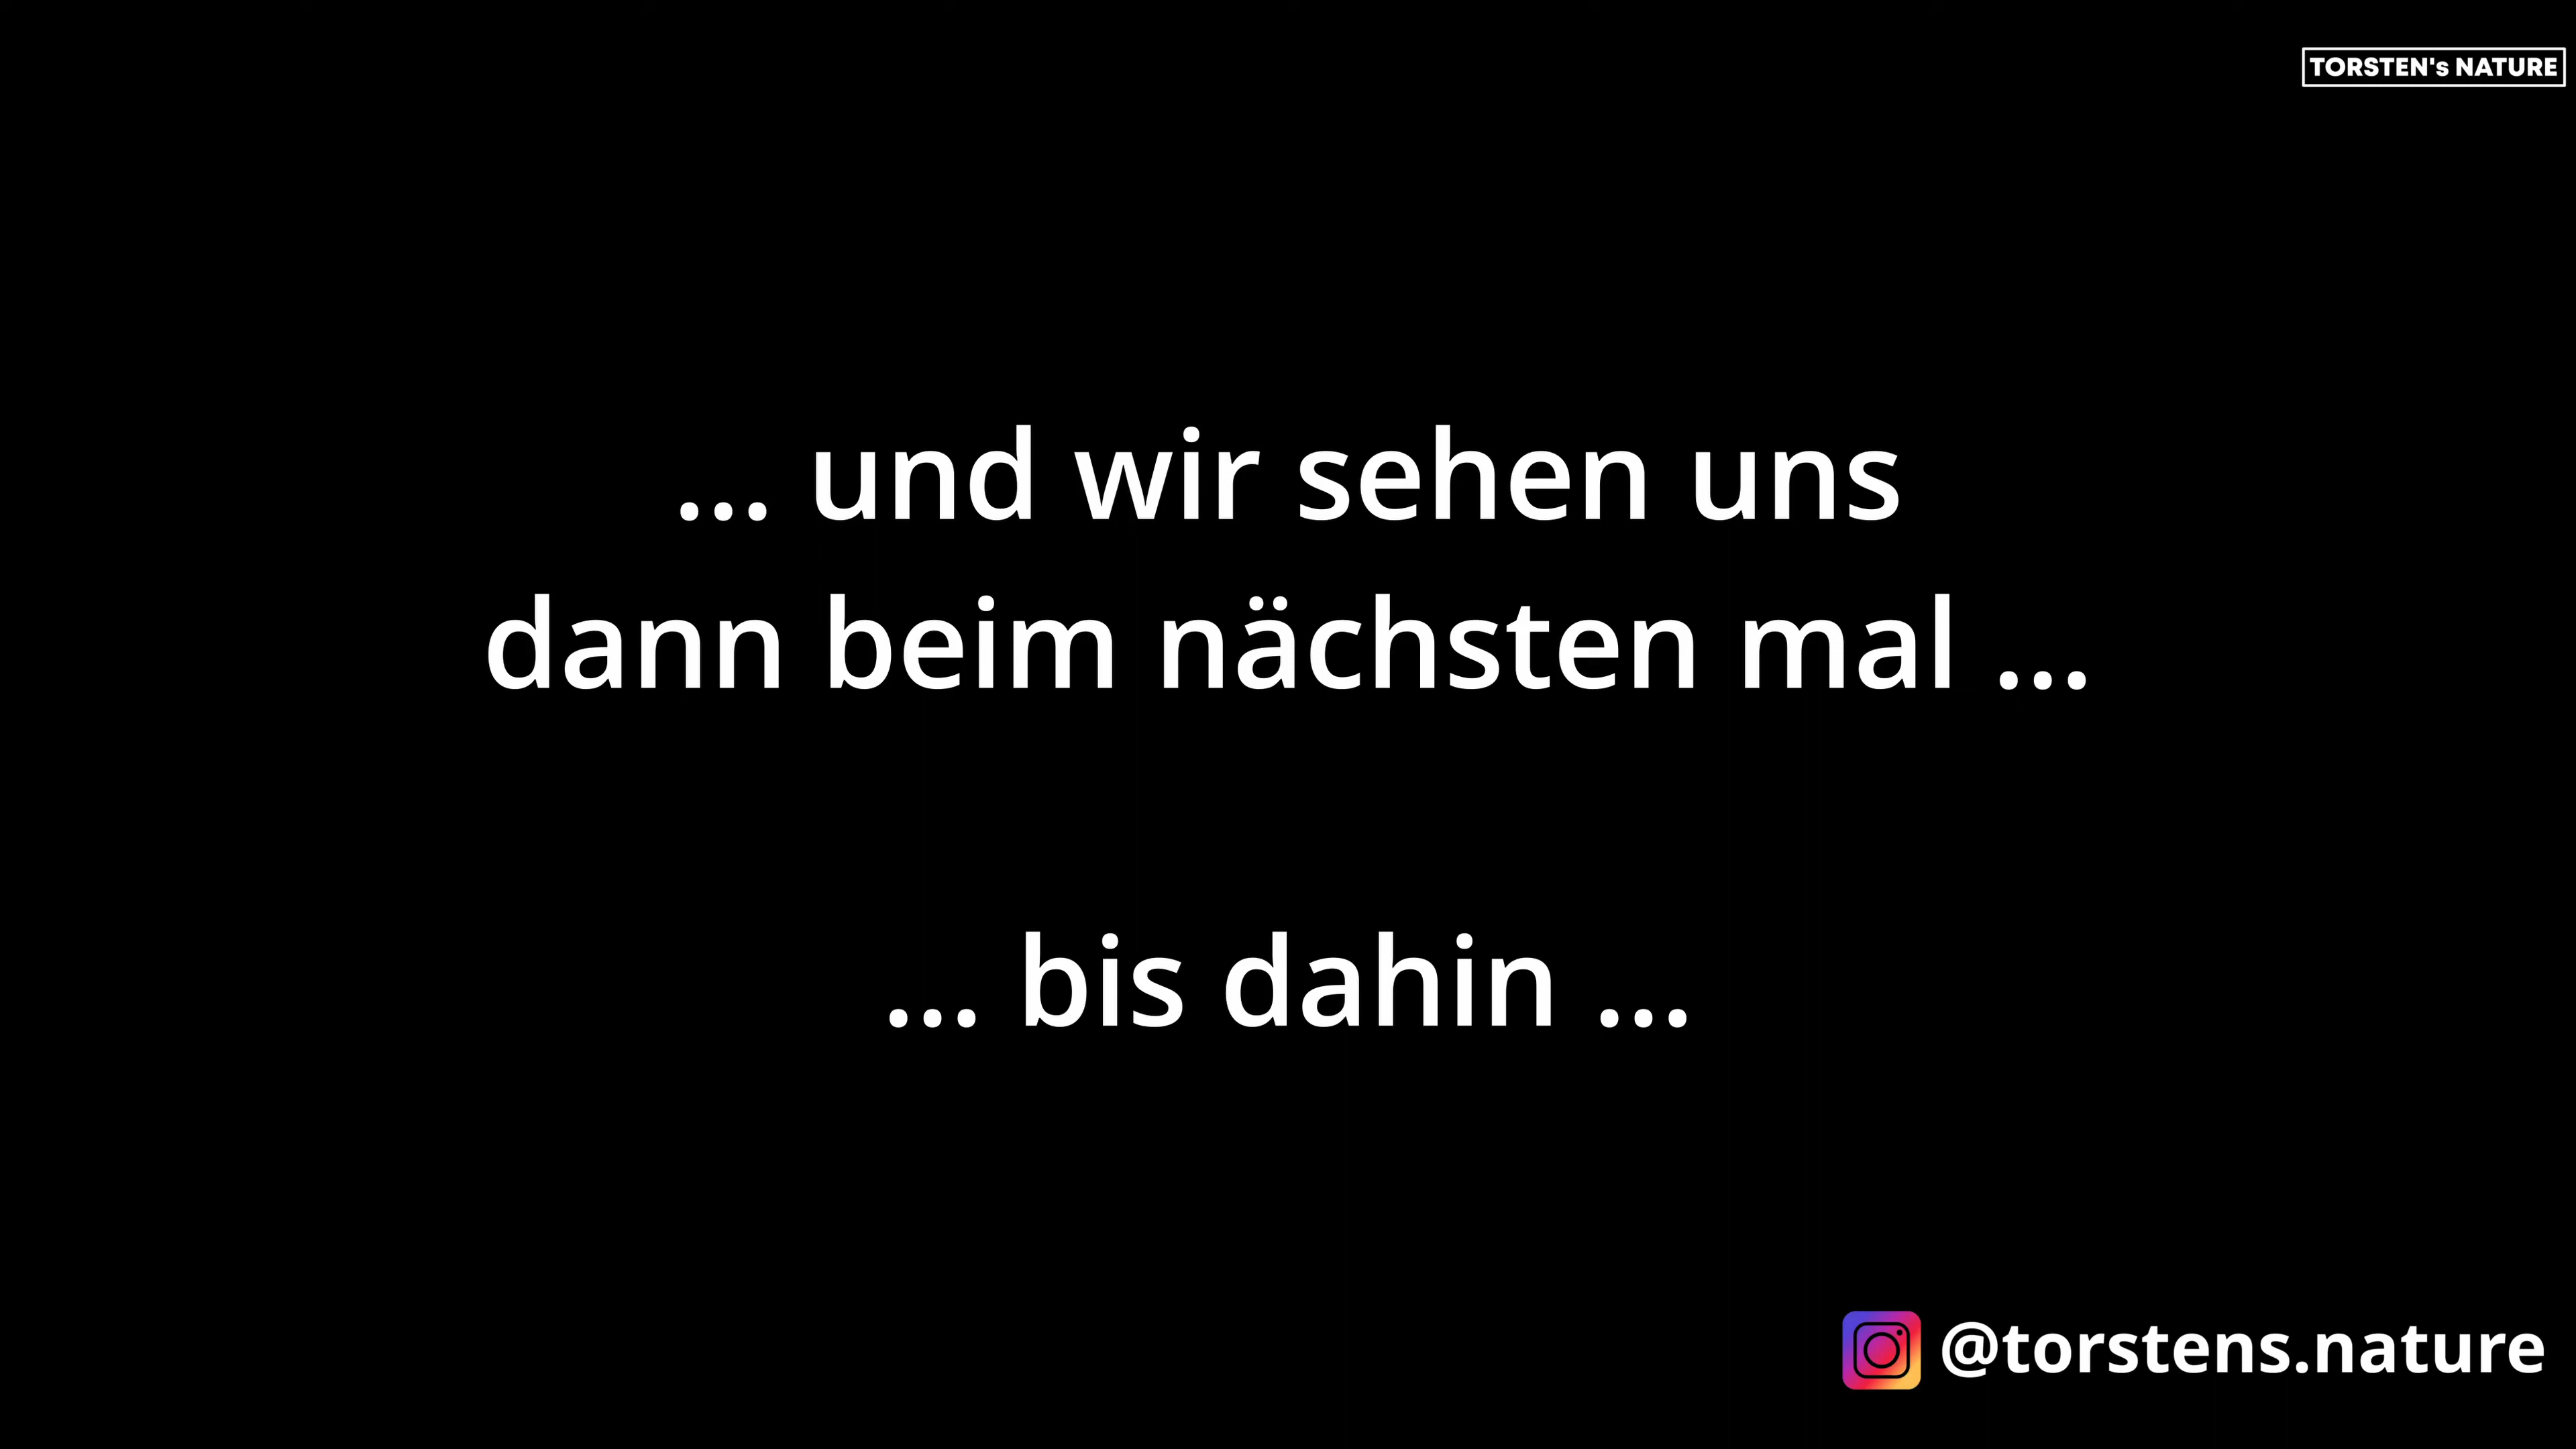 TORSTEN's NATURE
... und wir sehen uns
dann beim nächsten mal ...
... bis dahin ...
@torstens.nature